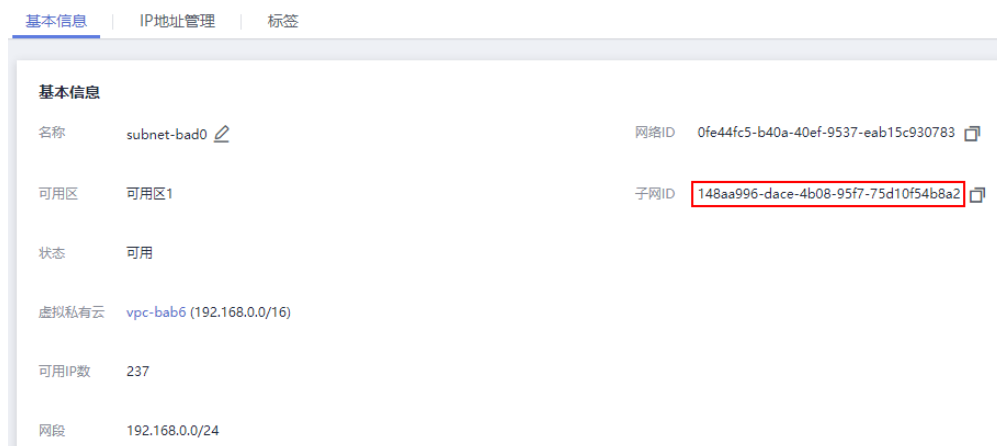 基本信息 IP地址管理 标签
基本信息
名称 subnet-bad0 网络ID 0fe44fc5-b40a-40ef-9537-eab15c930783
可用区 可用区1 子网ID 148aa996-dace-4b08-95f7-75d10f54b8a2
状态 可用
虚拟私有云 vpc-bab6 (192.168.0.0/16)
可用IP数 237
网段 192.168.0.0/24